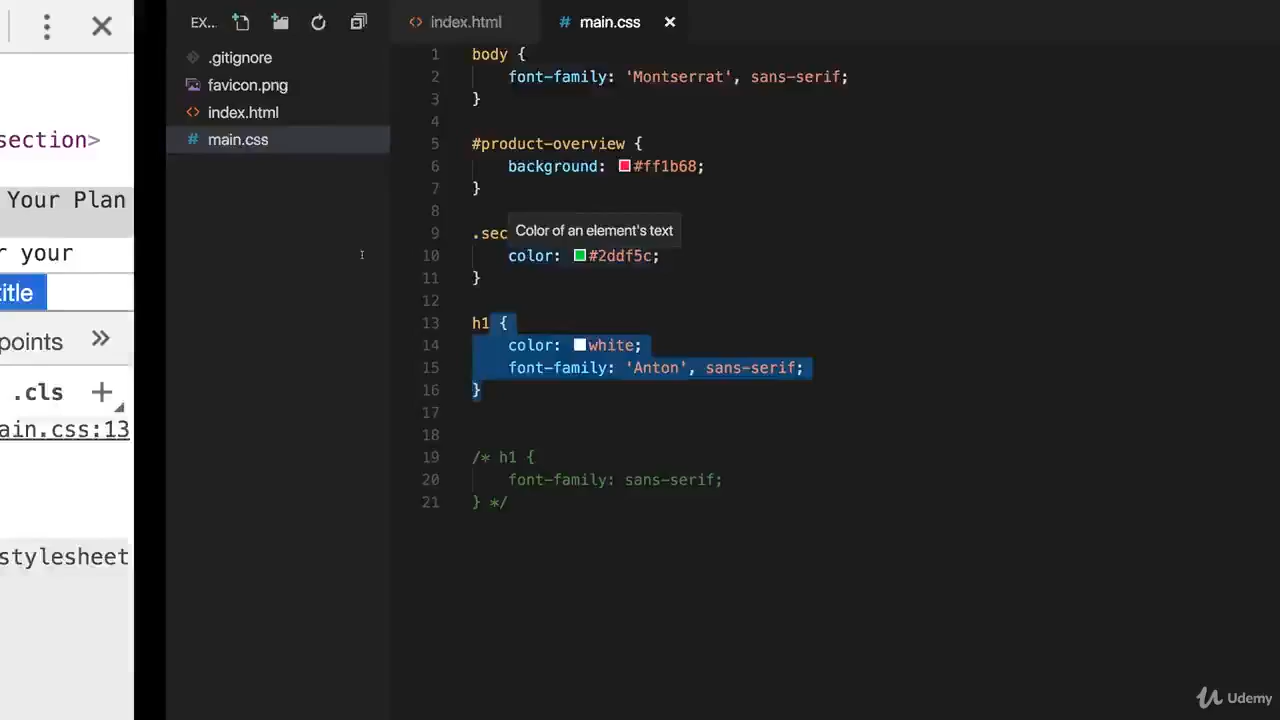 section>
Your Plan
r your
title
points
.cls
ain.css:13
stylesheet
EX...
.gitignore
favicon.png
index.html
main.css
index.html
main.css
1 body {
2 font-family: 'Montserrat', sans-serif;
3 }
4
5 #product-overview {
6 background: #ff1b68;
7 }
8
9 .sec
Color of an element's text
10 color: #2ddf5c;
11 }
12
13 h1 {
14 color: white;
15 font-family: 'Anton', sans-serif;
16 }
17
18
19 /* h1 {
20 font-family: sans-serif;
21 } */
Udemy